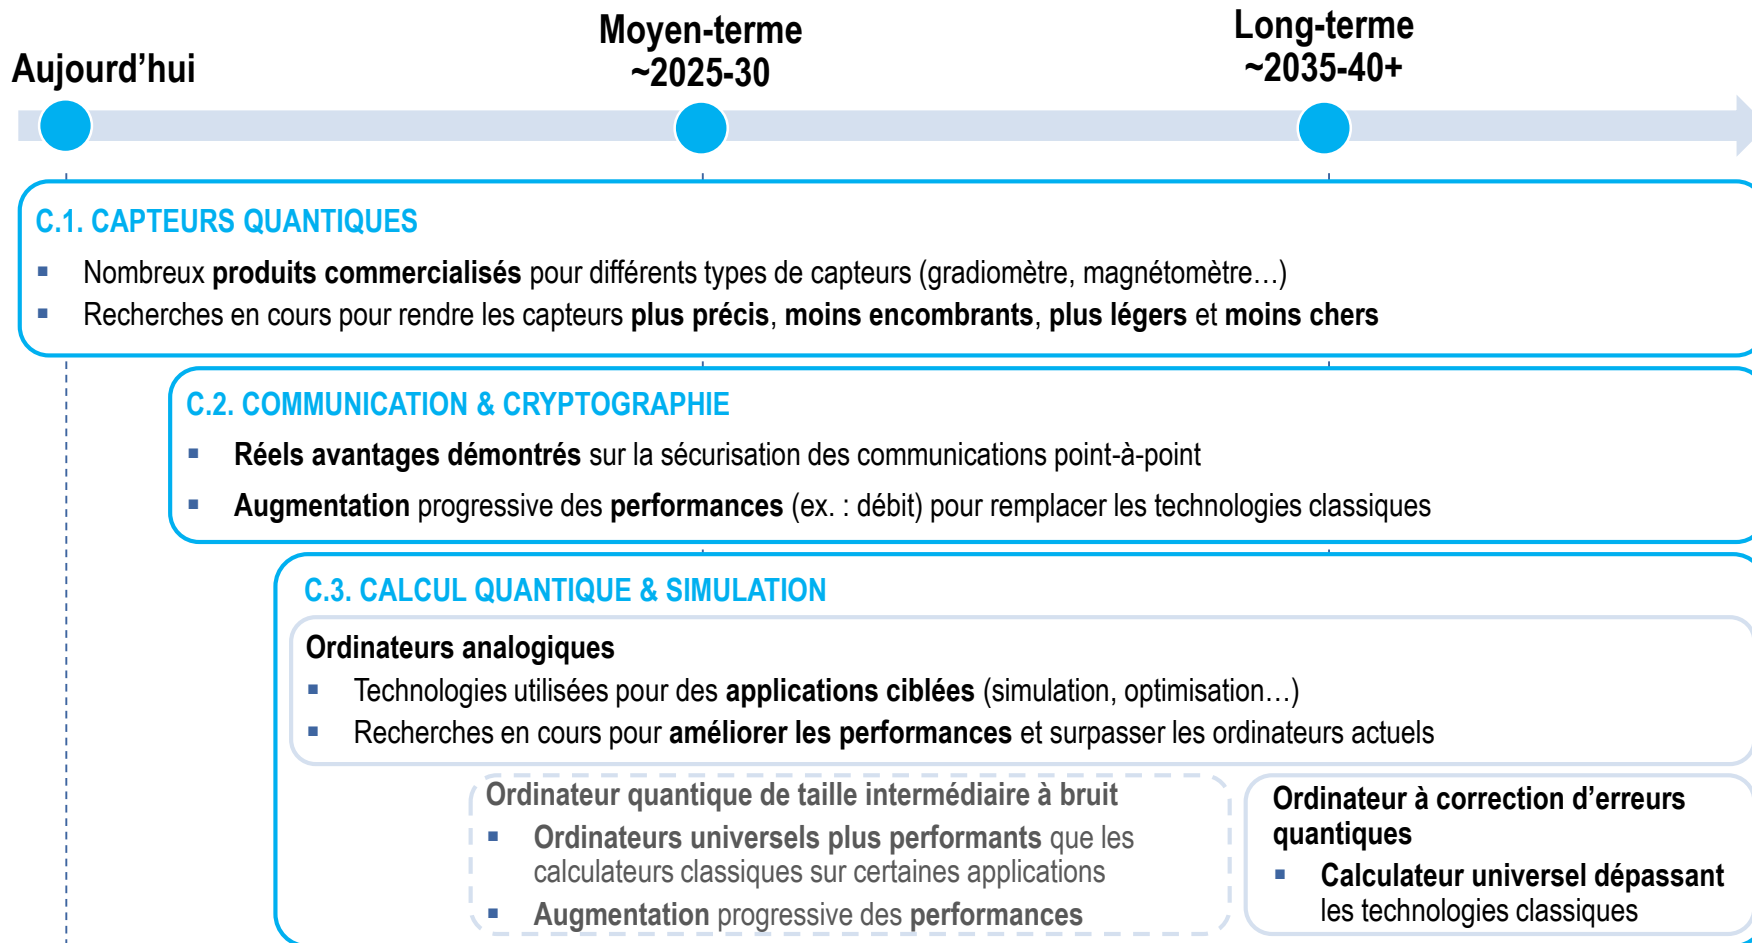 Aujourd’hui
Moyen-terme
~2025-30
Long-terme
~2035-40+
C.1. CAPTEURS QUANTIQUES
▪ Nombreux produits commercialisés pour différents types de capteurs (gradiomètre, magnétomètre…)
▪ Recherches en cours pour rendre les capteurs plus précis, moins encombrants, plus légers et moins chers
C.2. COMMUNICATION & CRYPTOGRAPHIE
▪ Réels avantages démontrés sur la sécurisation des communications point-à-point
▪ Augmentation progressive des performances (ex. : débit) pour remplacer les technologies classiques
C.3. CALCUL QUANTIQUE & SIMULATION
Ordinateurs analogiques
▪ Technologies utilisées pour des applications ciblées (simulation, optimisation…)
▪ Recherches en cours pour améliorer les performances et surpasser les ordinateurs actuels
Ordinateur quantique de taille intermédiaire à bruit
▪ Ordinateurs universels plus performants que les
calculateurs classiques sur certaines applications
▪ Augmentation progressive des performances
Ordinateur à correction d’erreurs
quantiques
▪ Calculateur universel dépassant
les technologies classiques